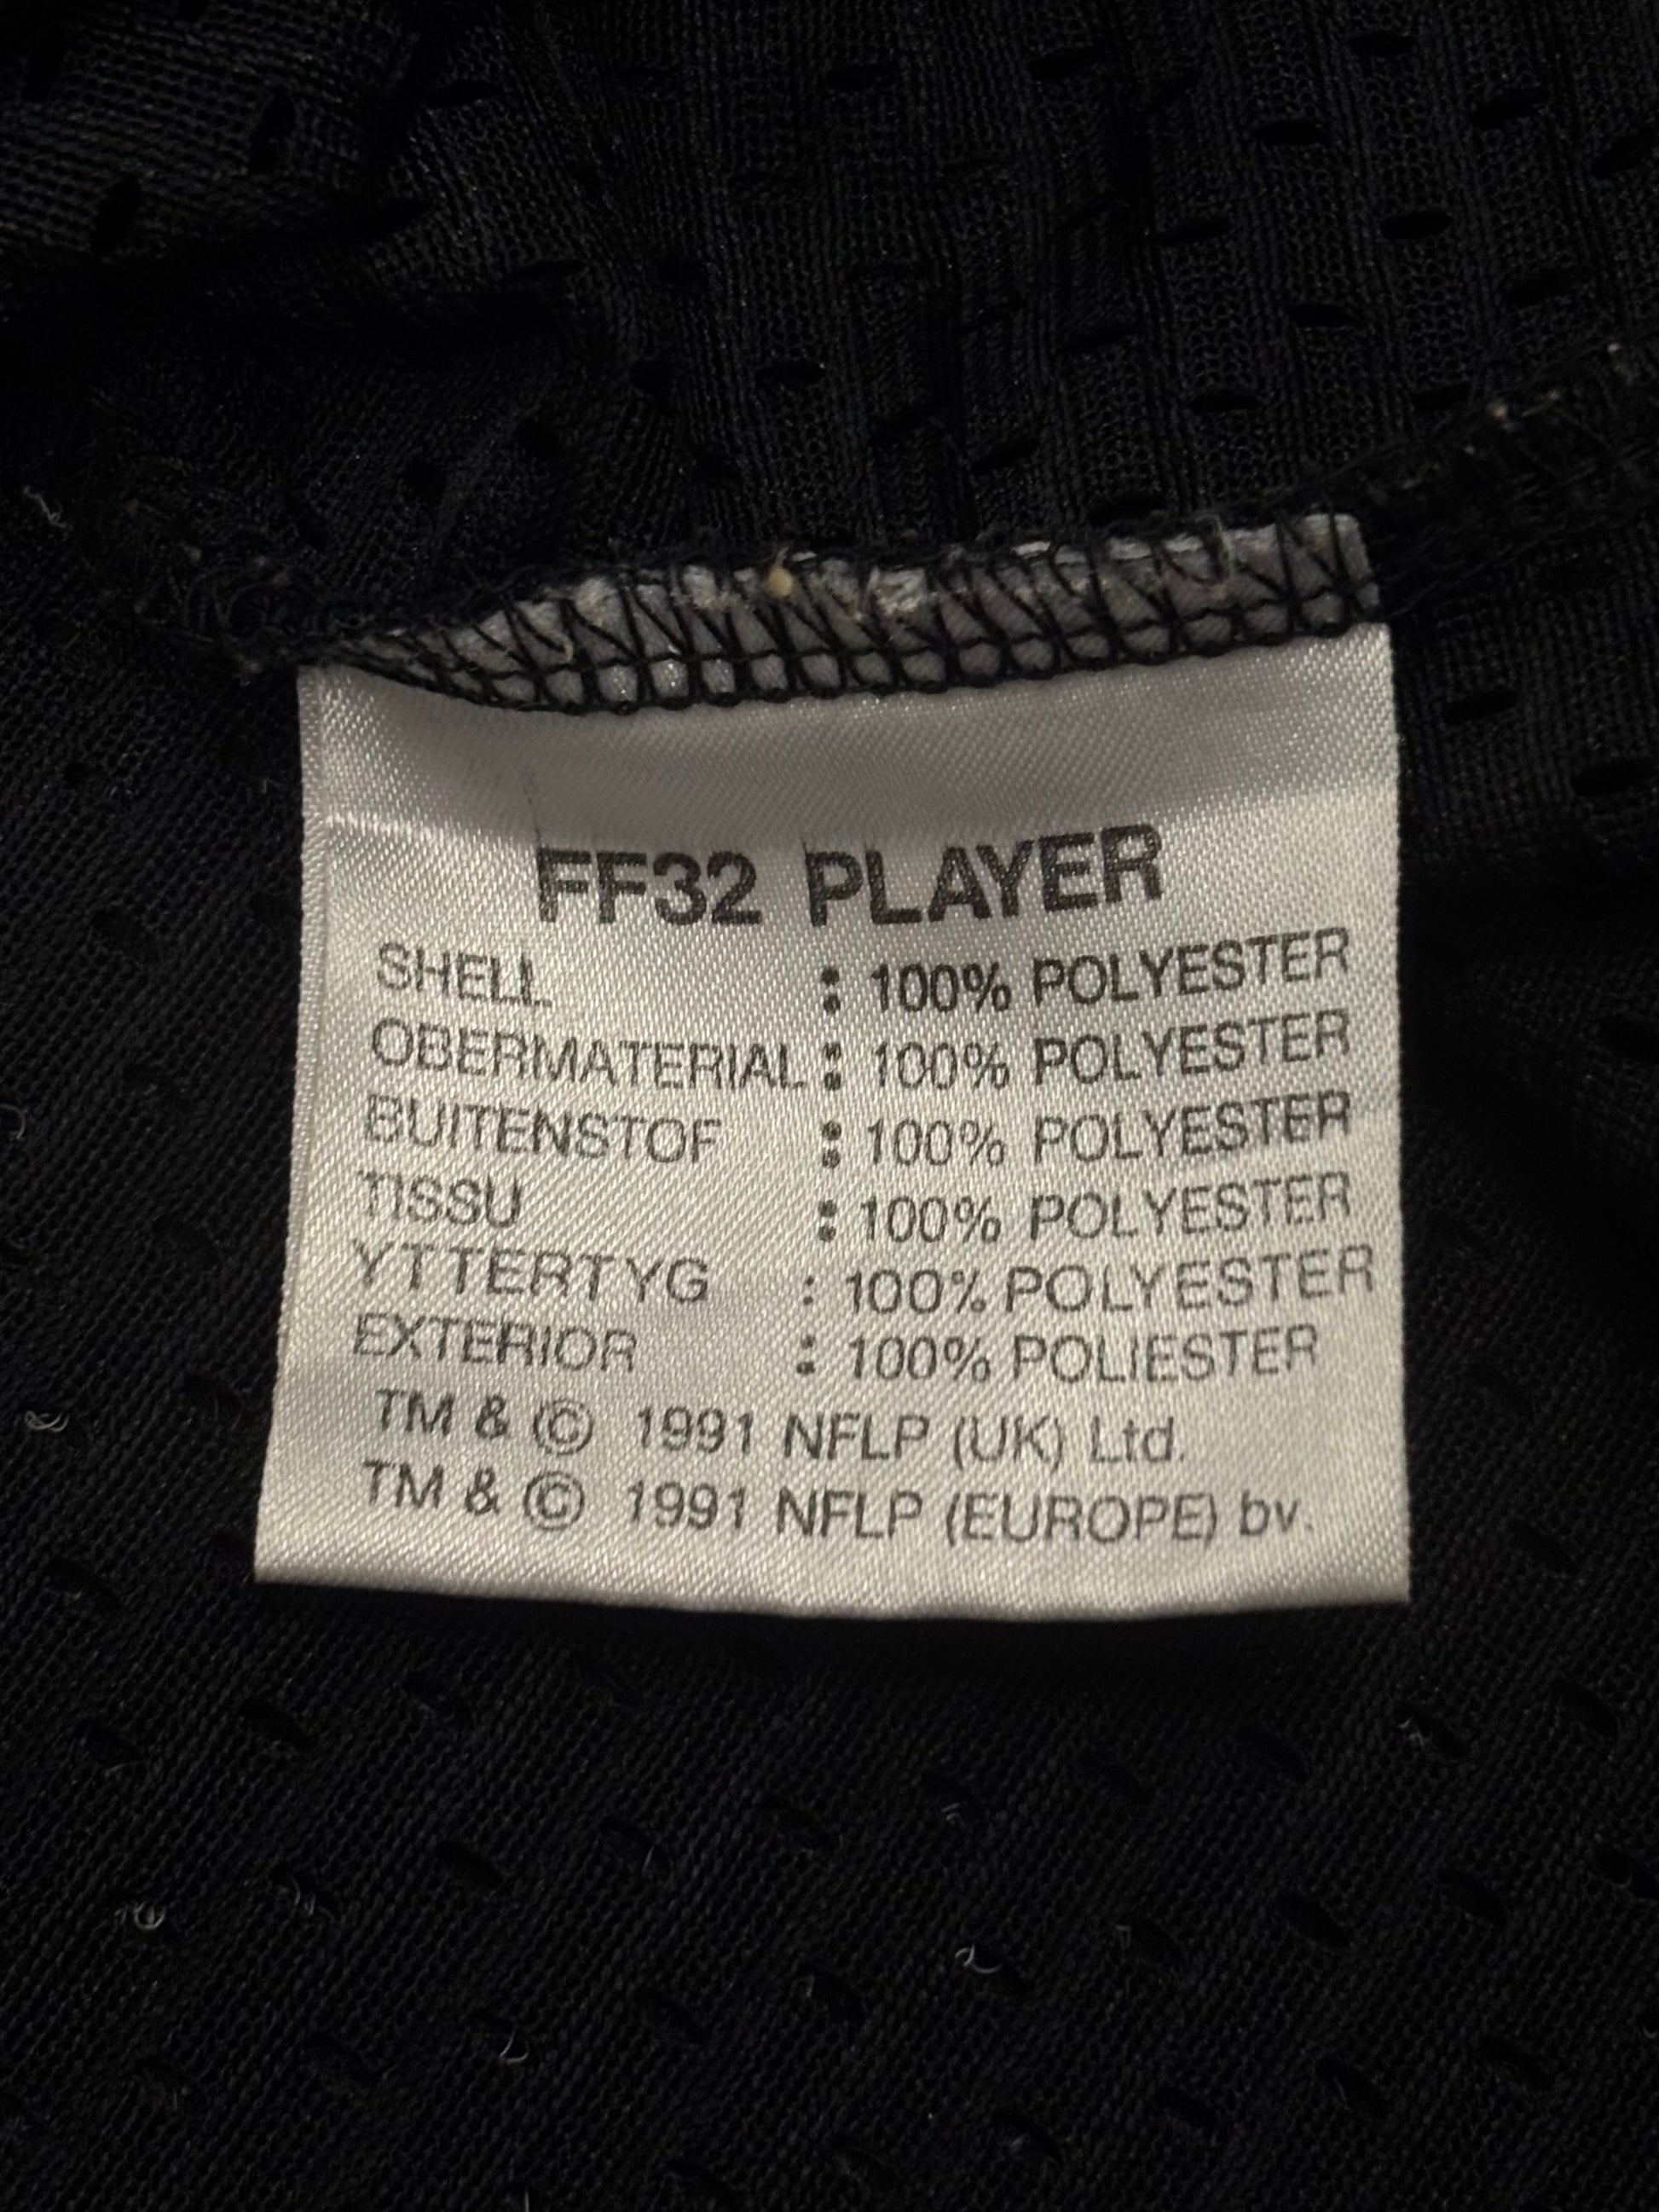 FF32 PLAYER
SHELL : 100% POLYESTER
OBERMATERIAL : 100% POLYESTER
BUITENSTOF : 100% POLYESTER
TISSU : 100% POLYESTER
YTTERTYG : 100% POLYESTER
EXTERIOR : 100% POLIESTER
TM & © 1991 NFLP (UK) Ltd.
TM & © 1991 NFLP (EUROPE) bv.